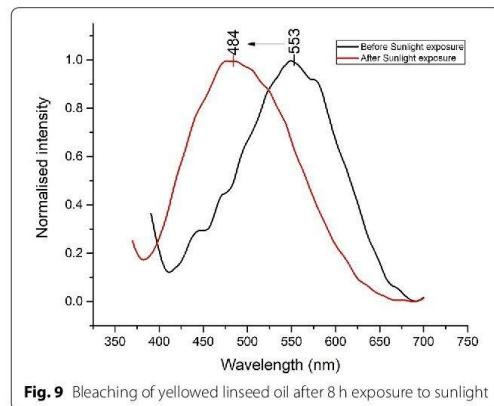 484
553
Before Sunlight exposure
After Sunlight exposure
1.0
0.8
0.6
0.4
0.2
0.0
Normalised intensity
350 400 450 500 550 600 650 700 750
Wavelength (nm)
Fig. 9 Bleaching of yellowed linseed oil after 8 h exposure to sunlight